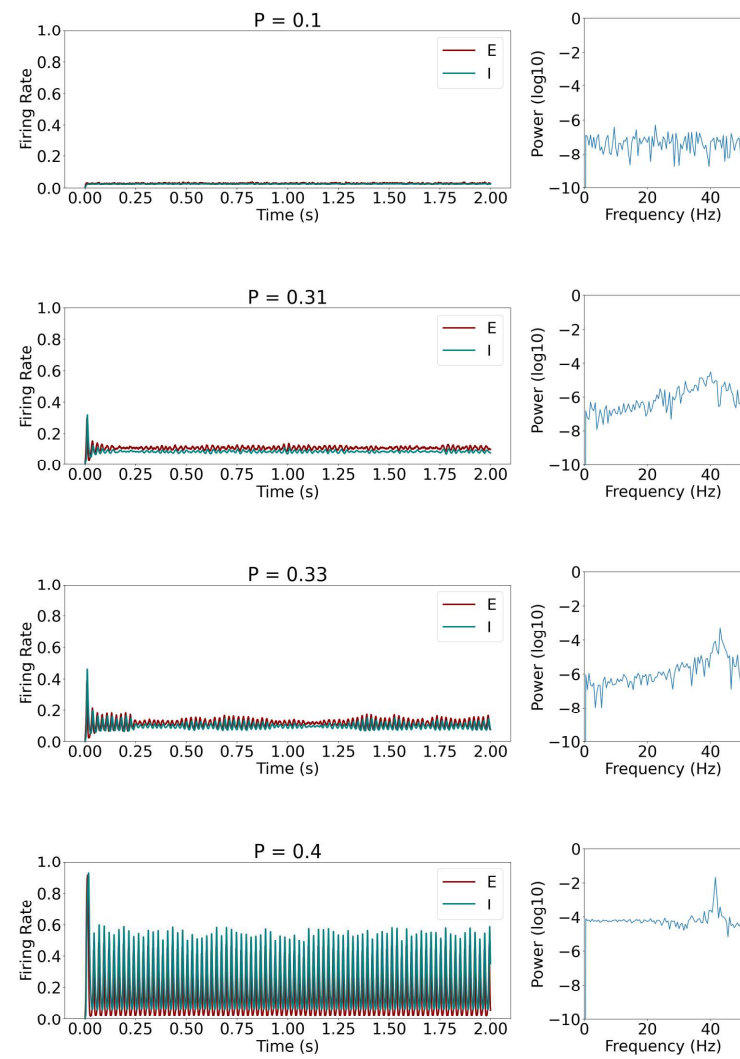 P = 0.1
1.0
0.8
0.6
0.4
0.2
0.0
Firing Rate
E
I
0.00 0.25 0.50 0.75 1.00 1.25 1.50 1.75 2.00
Time (s)
0
−2
−4
−6
−8
−10
Power (log10)
0 20 40
Frequency (Hz)
P = 0.31
1.0
0.8
0.6
0.4
0.2
0.0
Firing Rate
E
I
0.00 0.25 0.50 0.75 1.00 1.25 1.50 1.75 2.00
Time (s)
0
−2
−4
−6
−8
−10
Power (log10)
0 20 40
Frequency (Hz)
P = 0.33
1.0
0.8
0.6
0.4
0.2
0.0
Firing Rate
E
I
0.00 0.25 0.50 0.75 1.00 1.25 1.50 1.75 2.00
Time (s)
0
−2
−4
−6
−8
−10
Power (log10)
0 20 40
Frequency (Hz)
P = 0.4
1.0
0.8
0.6
0.4
0.2
0.0
Firing Rate
E
I
0.00 0.25 0.50 0.75 1.00 1.25 1.50 1.75 2.00
Time (s)
0
−2
−4
−6
−8
−10
Power (log10)
0 20 40
Frequency (Hz)